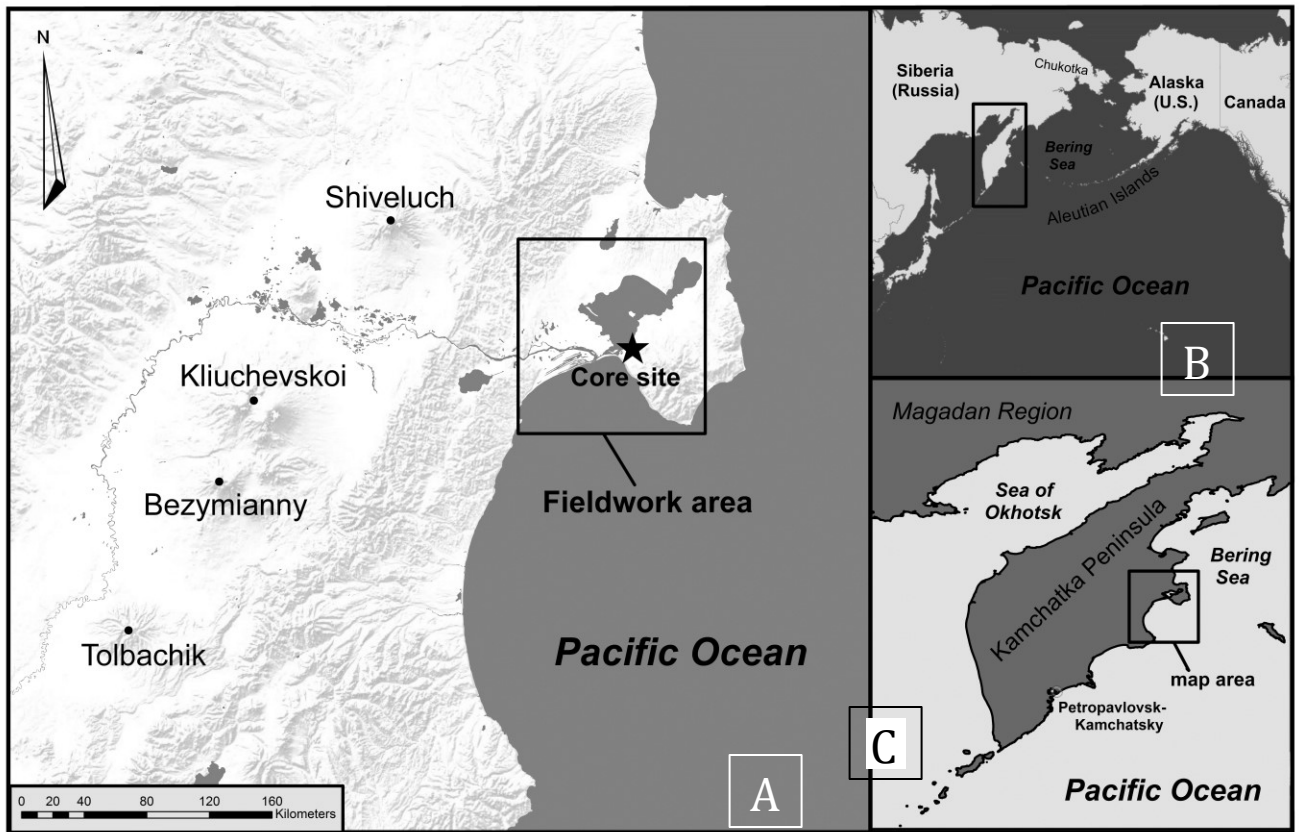 N
Shiveluch
Kliuchevskoi
Core site
Bezymianny
Fieldwork area
Tolbachik
Pacific Ocean
0 20 40 80 120 160
Kilometers
A
Siberia
(Russia)
Chukotka
Alaska
(U.S.)
Canada
Bering
Sea
Aleutian Islands
Pacific Ocean
B
Magadan Region
Sea of
Okhotsk
Kamchatka Peninsula
Bering
Sea
map area
Petropavlovsk-
Kamchatsky
C
Pacific Ocean